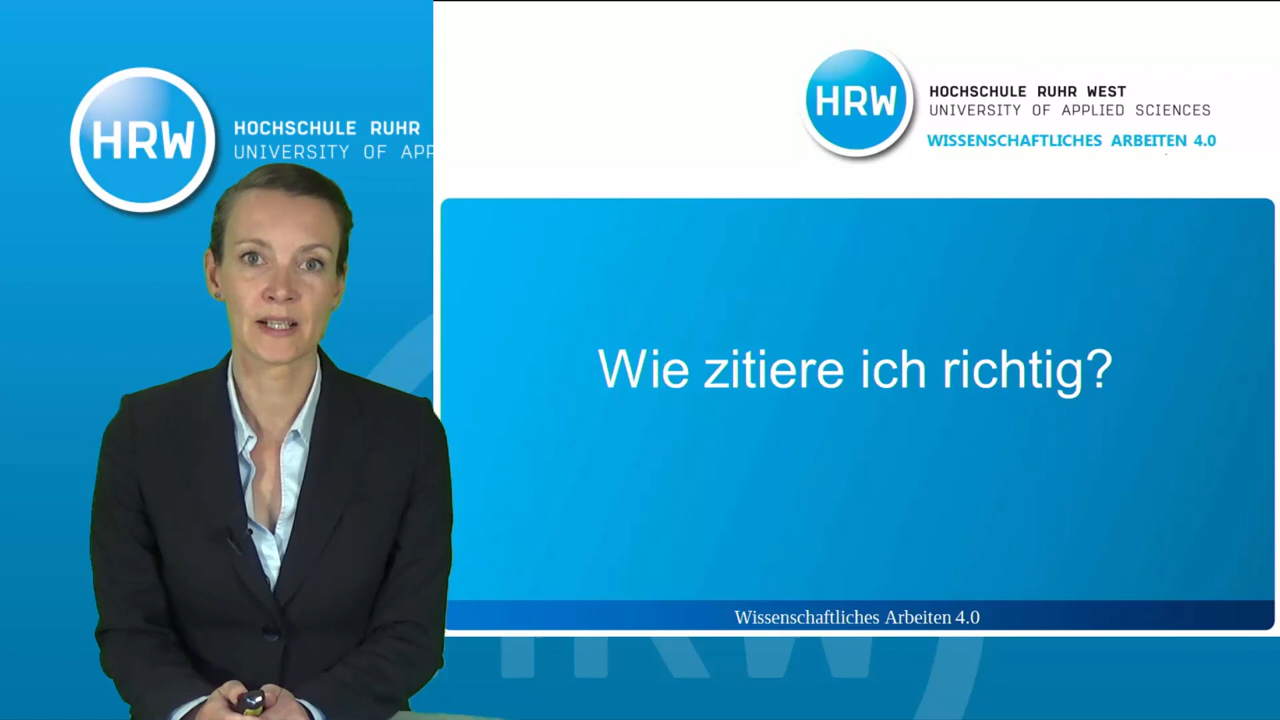 HRW
HOCHSCHULE RUHR
UNIVERSITY OF APP
HRW
HOCHSCHULE RUHR WEST
UNIVERSITY OF APPLIED SCIENCES
WISSENSCHAFTLICHES ARBEITEN 4.0
Wie zitiere ich richtig?
Wissenschaftliches Arbeiten 4.0
HRW